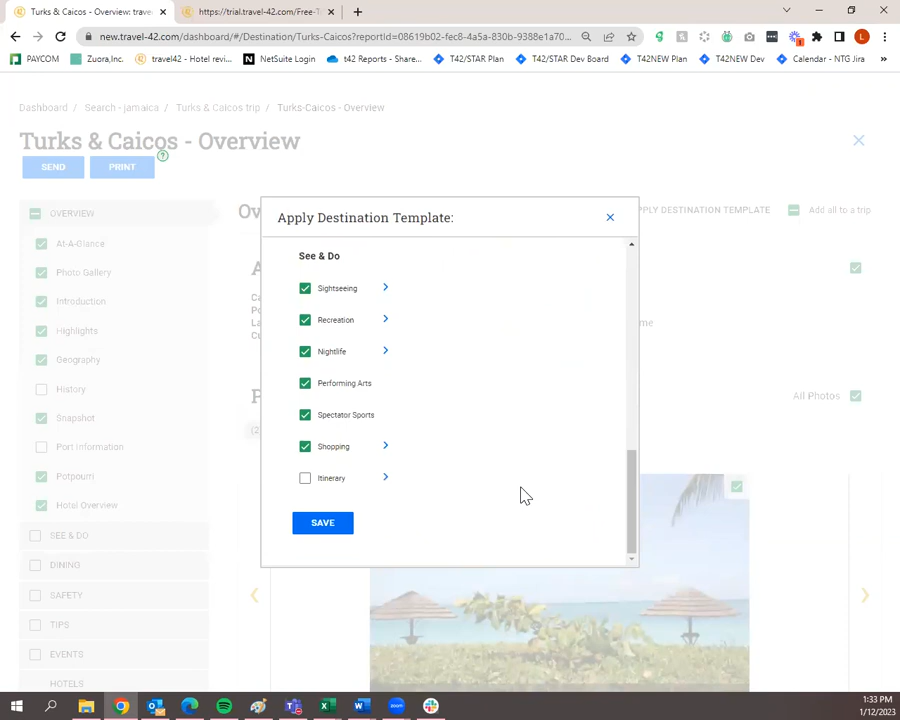 Turks & Caicos - Overview: trave
https://trial.travel-42.com/Free-T
new.travel-42.com/dashboard/#/Destination/Turks-Caicos?reportId=08619b02-fec8-4a5a-830b-9388e1a70...
PAYCOM
Zuora,Inc.
travel42 - Hotel revi...
NetSuite Login
t42 Reports - Share...
T42/STAR Plan
T42/STAR Dev Board
T42NEW Plan
T42NEW Dev
Calendar - NTG Jira
»
Dashboard / Search - jamaica / Turks & Caicos trip / Turks-Caicos - Overview
Turks & Caicos - Overview
SEND
PRINT
OVERVIEW
At-A-Glance
Photo Gallery
Introduction
Highlights
Geography
History
Snapshot
Port Information
Potpourri
Hotel Overview
SEE & DO
DINING
SAFETY
TIPS
EVENTS
HOTELS
Ov
PPLY DESTINATION TEMPLATE
Add all to a trip
me
All Photos
Apply Destination Template:
See & Do
Sightseeing
Recreation
Nightlife
Performing Arts
Spectator Sports
Shopping
Itinerary
SAVE
1:33 PM
1/12/2023